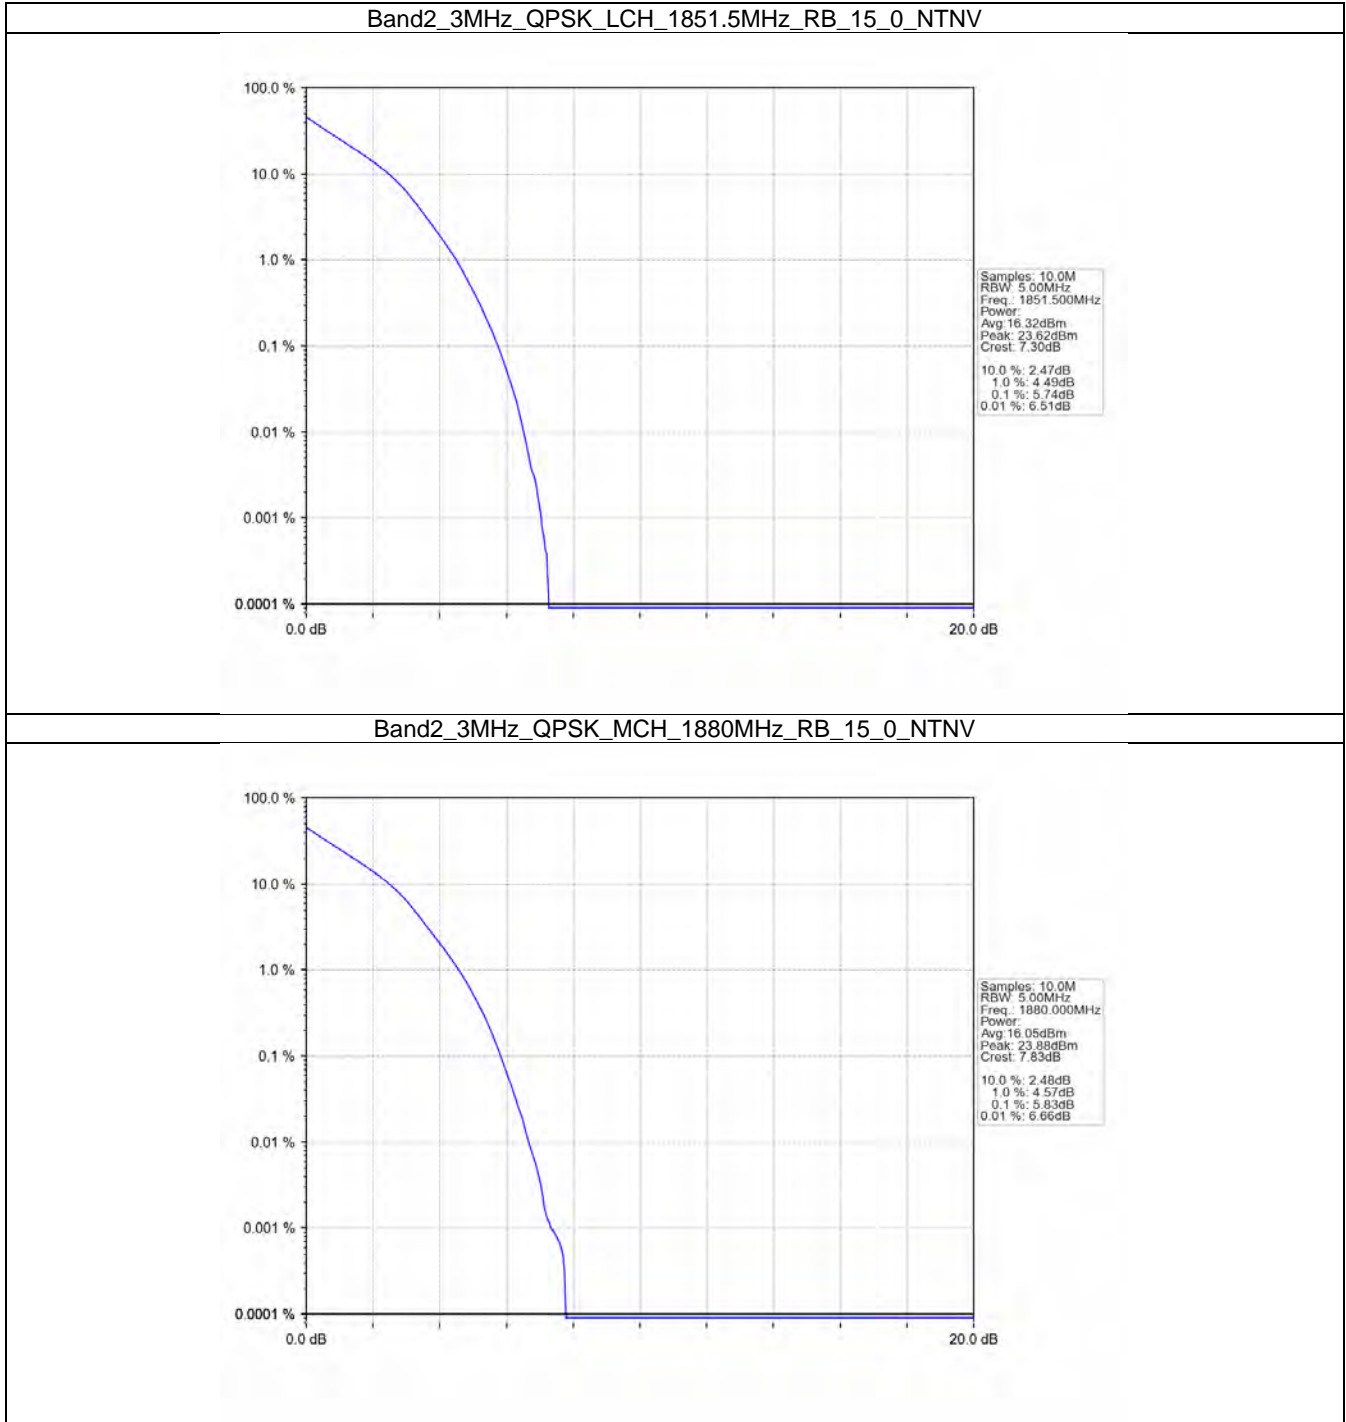 Band2_3MHz_QPSK_LCH_1851.5MHz_RB_15_0_NTNV
100.0 %
10.0 %
1.0 %
0.1 %
0.01 %
0.001 %
0.0001 %
0.0 dB
20.0 dB
Samples: 10.0M
RBW: 5.00MHz
Freq.: 1851.500MHz
Power:
Avg:16.32dBm
Peak: 23.62dBm
Crest: 7.30dB
10.0 %: 2.47dB
1.0 %: 4.49dB
0.1 %: 5.74dB
0.01 %: 6.51dB
Band2_3MHz_QPSK_MCH_1880MHz_RB_15_0_NTNV
100.0 %
10.0 %
1.0 %
0.1 %
0.01 %
0.001 %
0.0001 %
0.0 dB
20.0 dB
Samples: 10.0M
RBW: 5.00MHz
Freq.: 1880.000MHz
Power:
Avg:16.05dBm
Peak: 23.88dBm
Crest: 7.83dB
10.0 %: 2.48dB
1.0 %: 4.57dB
0.1 %: 5.83dB
0.01 %: 6.66dB